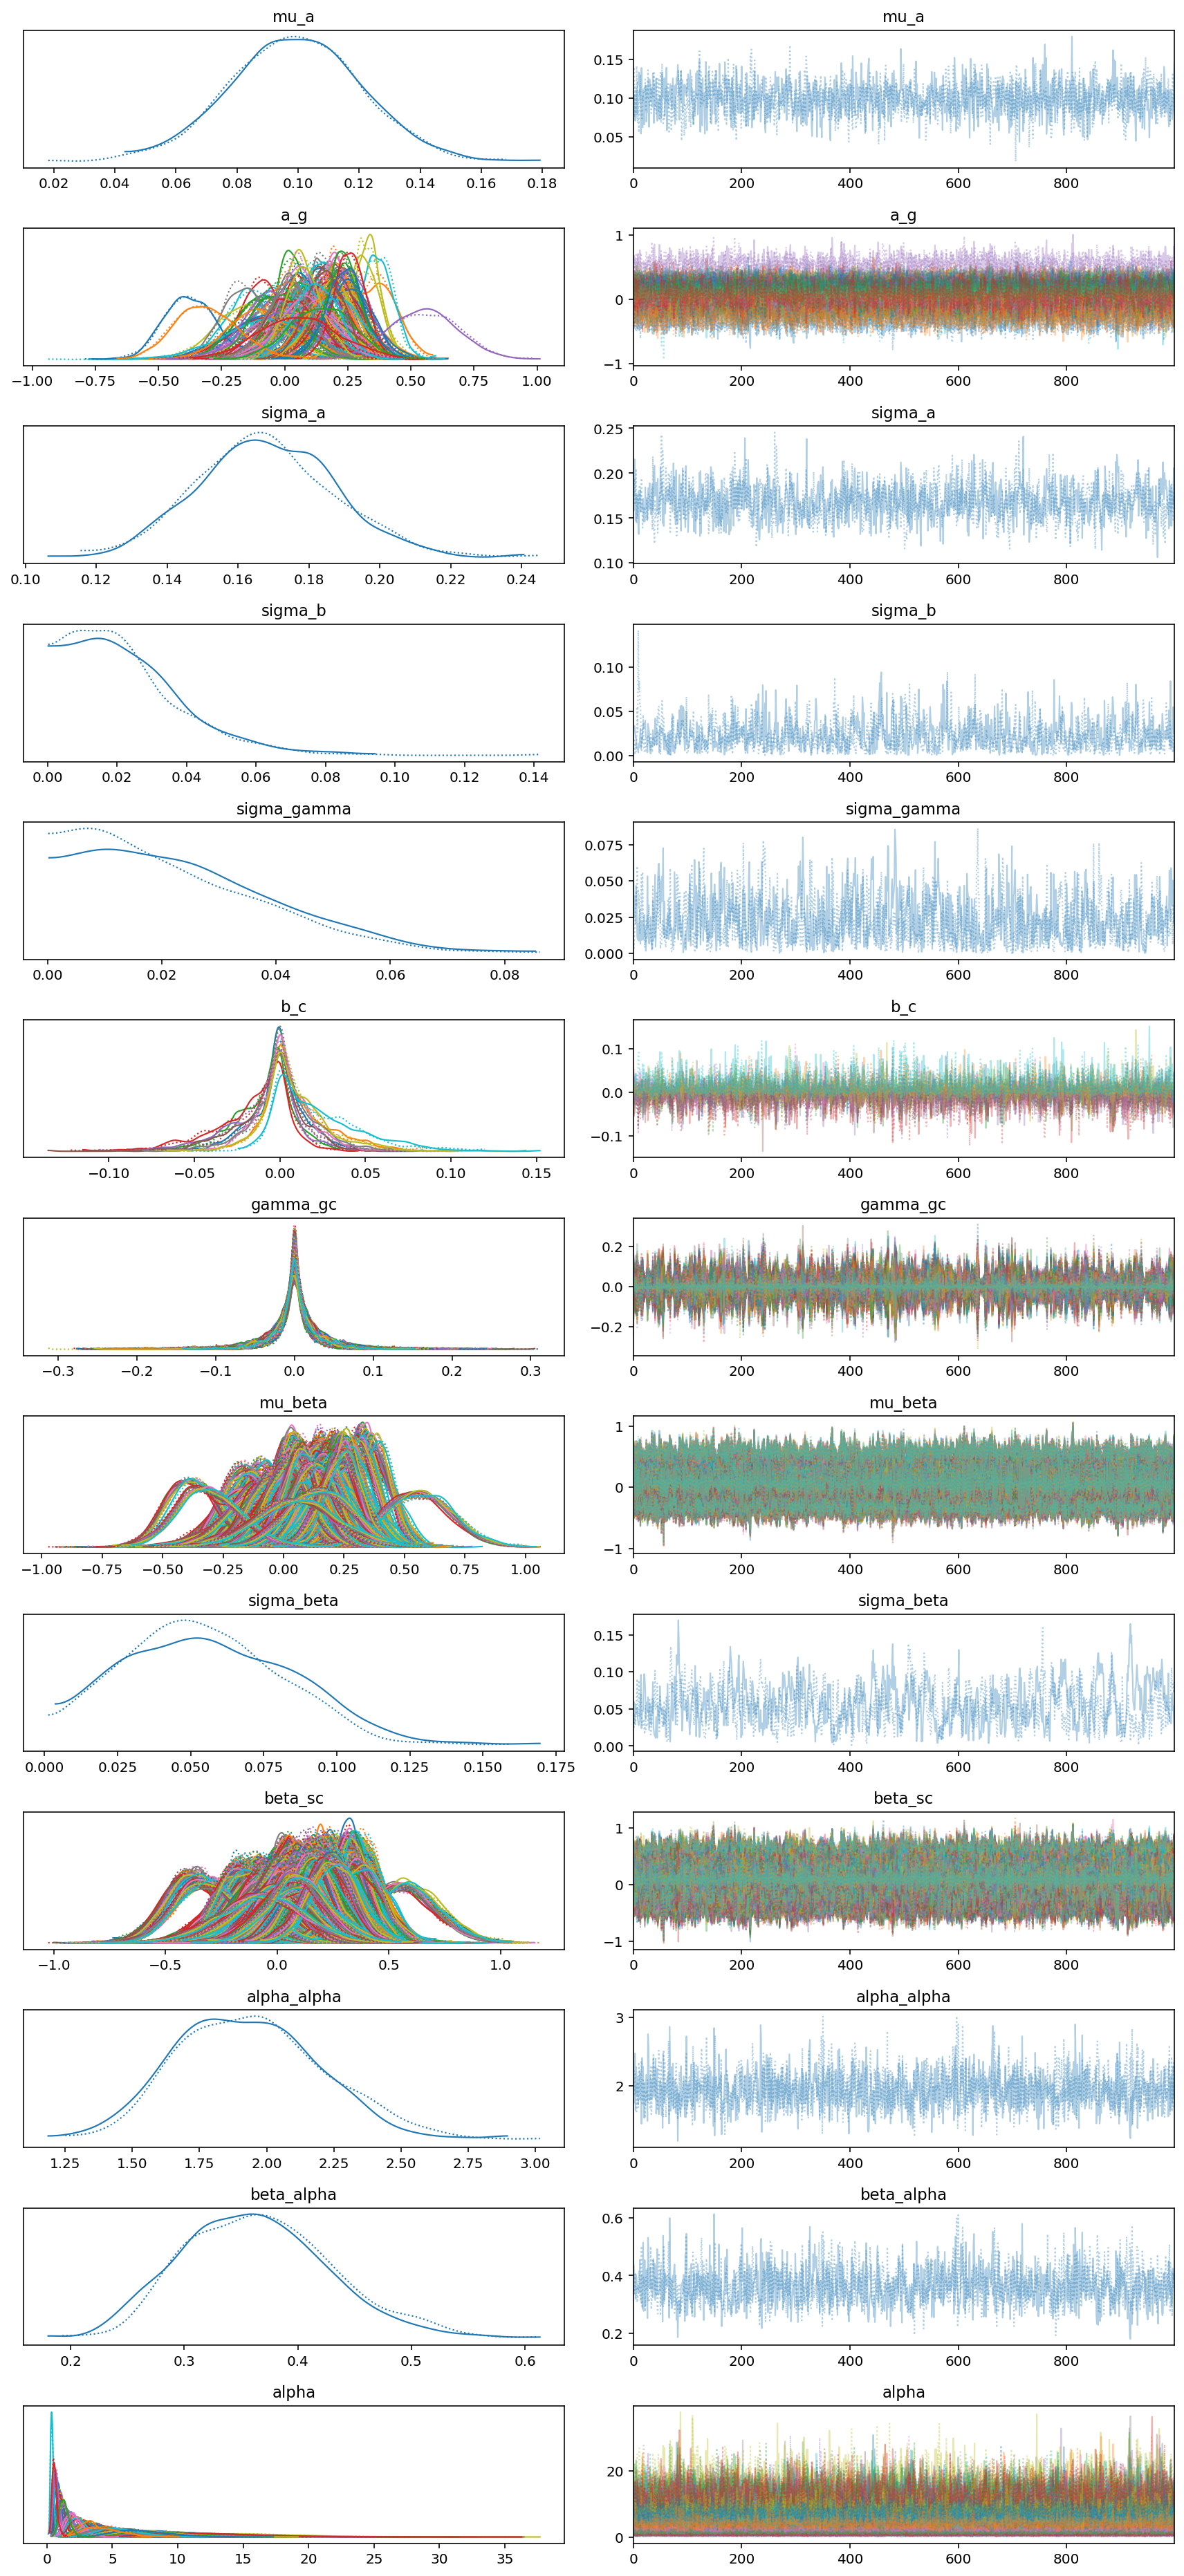 mu_a mu_a
0.15
0.10
0.05
0.02 0.04 0.06 0.08 0.10 0.12 0.14 0.16 0.18 0 200 400 600 800
a_g a_g
1
0
−1
−1.00 −0.75 −0.50 −0.25 0.00 0.25 0.50 0.75 1.00 0 200 400 600 800
sigma_a sigma_a
0.25
0.20
0.15
0.10
0.10 0.12 0.14 0.16 0.18 0.20 0.22 0.24 0 200 400 600 800
sigma_b sigma_b
0.10
0.05
0.00
0.00 0.02 0.04 0.06 0.08 0.10 0.12 0.14 0 200 400 600 800
sigma_gamma sigma_gamma
0.075
0.050
0.025
0.000
0.00 0.02 0.04 0.06 0.08 0 200 400 600 800
b_c b_c
0.1
0.0
−0.1
−0.10 −0.05 0.00 0.05 0.10 0.15 0 200 400 600 800
gamma_gc gamma_gc
0.2
0.0
−0.2
−0.3 −0.2 −0.1 0.0 0.1 0.2 0.3 0 200 400 600 800
mu_beta mu_beta
1
0
−1
−1.00 −0.75 −0.50 −0.25 0.00 0.25 0.50 0.75 1.00 0 200 400 600 800
sigma_beta sigma_beta
0.15
0.10
0.05
0.00
0.000 0.025 0.050 0.075 0.100 0.125 0.150 0.175 0 200 400 600 800
beta_sc beta_sc
1
0
−1
−1.0 −0.5 0.0 0.5 1.0 0 200 400 600 800
alpha_alpha alpha_alpha
3
2
1.25 1.50 1.75 2.00 2.25 2.50 2.75 3.00 0 200 400 600 800
beta_alpha beta_alpha
0.6
0.4
0.2
0.2 0.3 0.4 0.5 0.6 0 200 400 600 800
alpha alpha
20
0
0 5 10 15 20 25 30 35 0 200 400 600 800